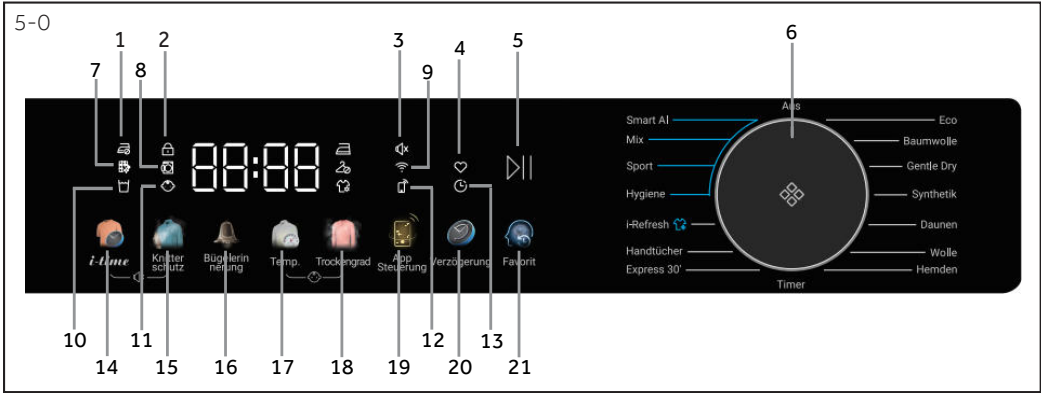 5-0
1
2
3
4
5
6
7
8
9
88:88
Aus
Smart AI
Mix
Sport
Hygiene
i-Refresh
Handtücher
Express 30'
Timer
Eco
Baumwolle
Gentle Dry
Synthetik
Daunen
Wolle
Hemden
i-time
Knitter
schutz
Bügelerin
nerung
Temp.
Trockengrad
App
Steuerung
Verzögerung
Favorit
10
11
12
13
14
15
16
17
18
19
20
21